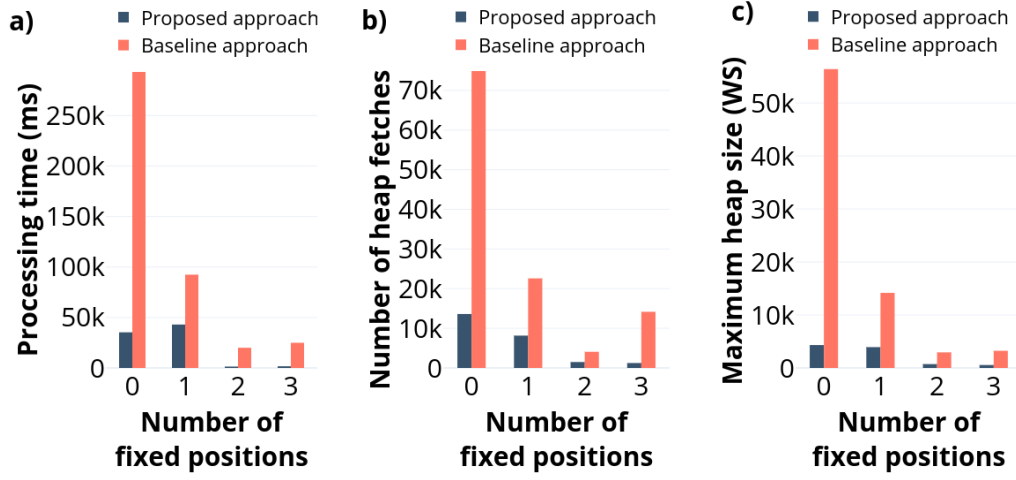 a)
Proposed approach
Baseline approach
Processing time (ms)
250k
200k
150k
100k
50k
0
0 1 2 3
Number of
fixed positions
b)
Proposed approach
Baseline approach
Number of heap fetches
70k
60k
50k
40k
30k
20k
10k
0
0 1 2 3
Number of
fixed positions
c)
Proposed approach
Baseline approach
Maximum heap size (WS)
50k
40k
30k
20k
10k
0
0 1 2 3
Number of
fixed positions